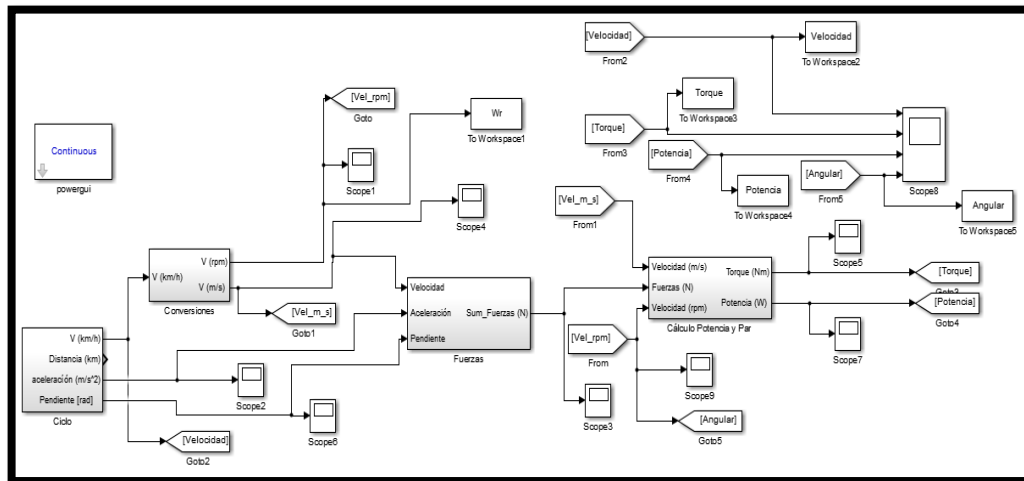 [Velocidad]
From2
Velocidad
To Workspace2
[Vel_rpm]
Goto
Wr
To Workspace1
Torque
To Workspace3
[Torque]
From3
[Potencia]
From4
Scope8
Continuous
powergui
Scope1
Scope4
[Angular]
From5
Potencia
To Workspace4
Angular
To Workspace5
[Vel_m_s]
From1
Scope5
V (km/h)
V (rpm)
V (m/s)
Conversiones
[Vel_m_s]
Goto1
Velocidad
Aceleración
Pendiente
Sum_Fuerzas (N)
Fuerzas
Velocidad (m/s)
Fuerzas (N)
Velocidad (rpm)
Torque (Nm)
Potencia (W)
Cálculo Potencia y Par
[Torque]
Goto3
[Potencia]
Goto4
Scope7
V (km/h)
Distancia (km)
aceleración (m/s^2)
Pendiente [rad]
Ciclo
Scope2
Scope6
[Vel_rpm]
From
Scope9
Scope3
[Angular]
Goto5
[Velocidad]
Goto2